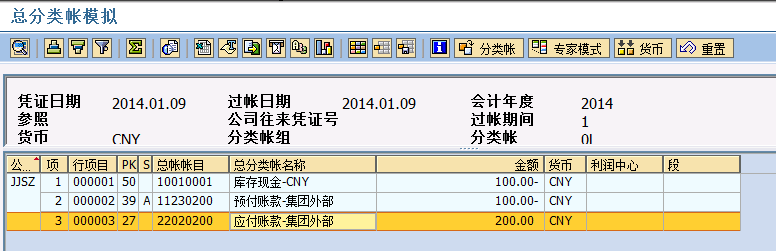 总分类帐模拟
分类帐 专家模式 货币 重置
凭证日期 2014.01.09 过帐日期 2014.01.09 会计年度 2014
参照 公司往来凭证号 过帐期间 1
货币 CNY 分类帐组 分类帐 0L
公... 项 行项目 PK S 总帐帐目 总分类帐名称 金额 货币 利润中心 段
JJSZ 1 000001 50 10010001 库存现金-CNY 100.00- CNY
2 000002 39 A 11230200 预付账款-集团外部 100.00- CNY
3 000003 27 22020200 应付账款-集团外部 200.00 CNY